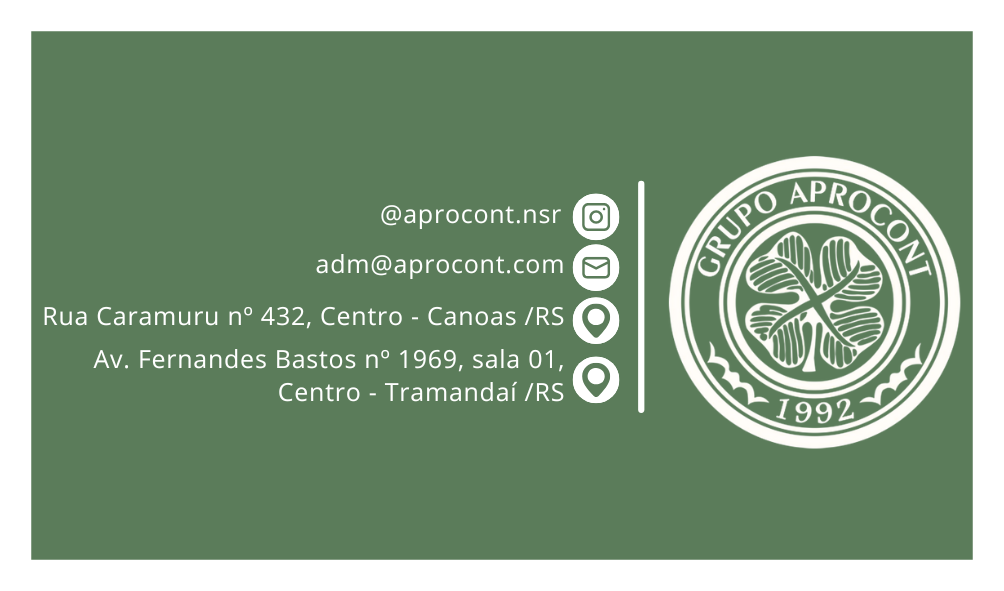 @aprocont.nsr
adm@aprocont.com
Rua Caramuru nº 432, Centro - Canoas /RS
Av. Fernandes Bastos nº 1969, sala 01,
Centro - Tramandaí /RS
GRUPO APROCONT
1992